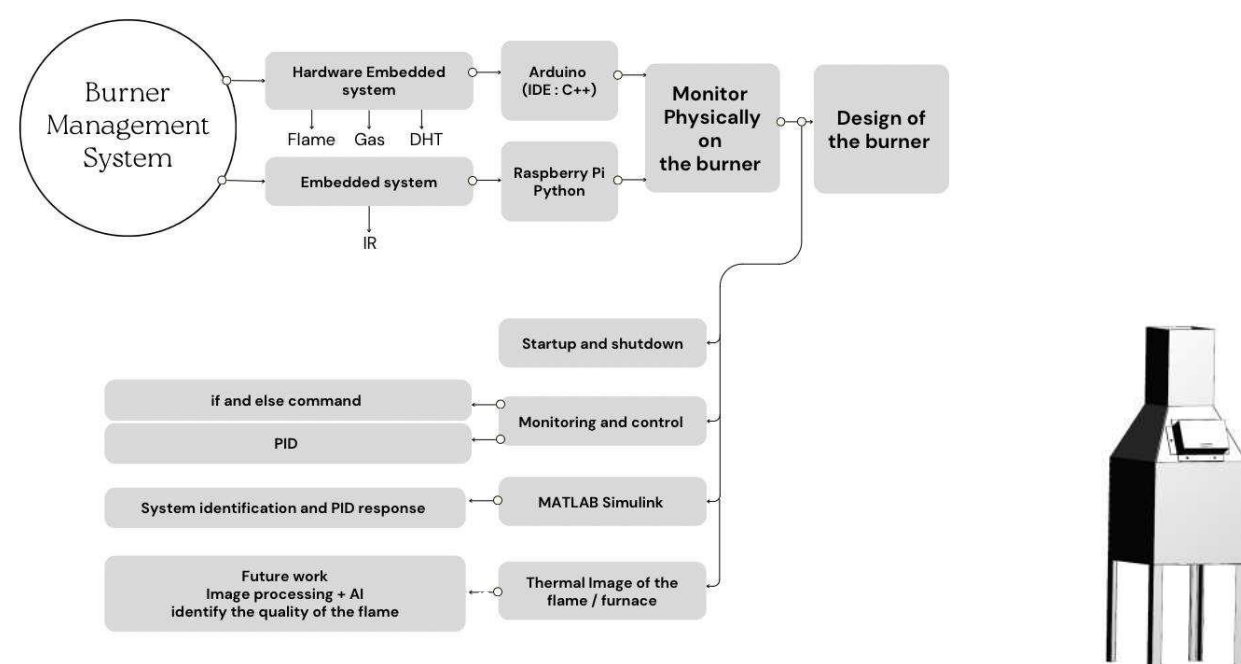 Burner
Management
System
Hardware Embedded
system
Flame Gas DHT
Embedded system
IR
Arduino
(IDE : C++)
Raspberry Pi
Python
Monitor
Physically
on
the burner
Design of
the burner
Startup and shutdown
Monitoring and control
if and else command
PID
MATLAB Simulink
System identification and PID response
Thermal Image of the
flame / furnace
Future work
Image processing + AI
identify the quality of the flame